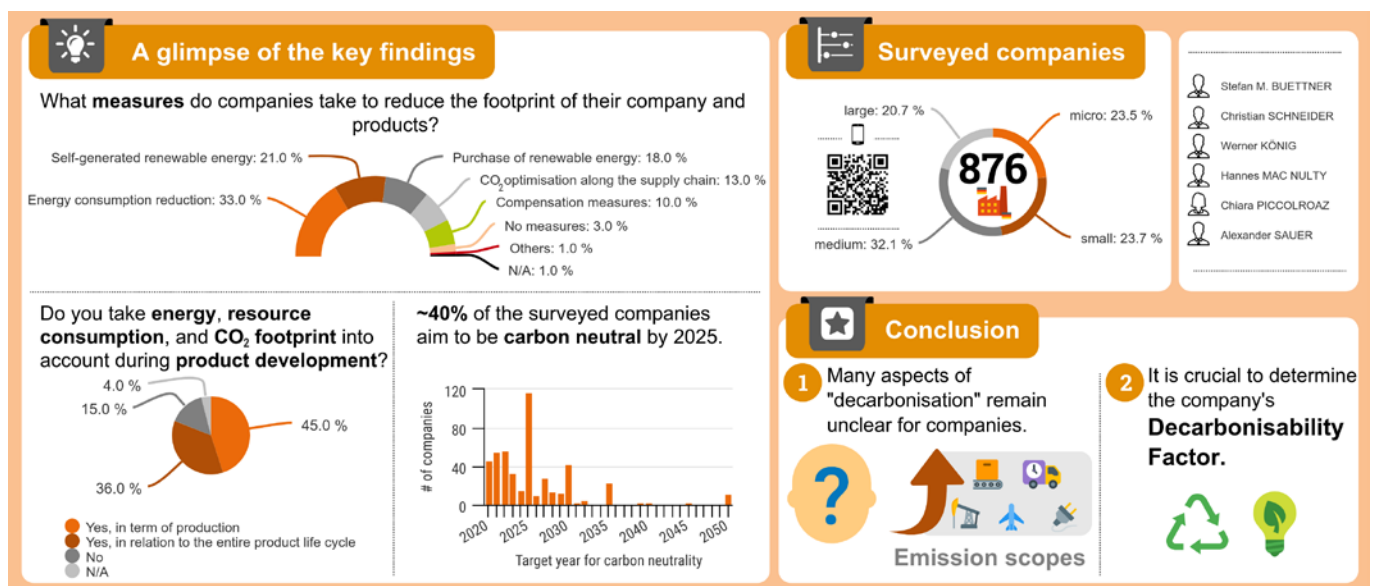 A glimpse of the key findings
What measures do companies take to reduce the footprint of their company and
products?
Self-generated renewable energy: 21.0 %
Energy consumption reduction: 33.0 %
Purchase of renewable energy: 18.0 %
CO2 optimisation along the supply chain: 13.0 %
Compensation measures: 10.0 %
No measures: 3.0 %
Others: 1.0 %
N/A: 1.0 %
Do you take energy, resource
consumption, and CO2 footprint into
account during product development?
4.0 %
15.0 %
45.0 %
36.0 %
Yes, in term of production
Yes, in relation to the entire product life cycle
No
N/A
~40% of the surveyed companies
aim to be carbon neutral by 2025.
# of companies
120
80
40
0
2020
2025
2030
2035
2040
2045
2050
Target year for carbon neutrality
Surveyed companies
large: 20.7 %
micro: 23.5 %
876
medium: 32.1 %
small: 23.7 %
Stefan M. BUETTNER
Christian SCHNEIDER
Werner KÖNIG
Hannes MAC NULTY
Chiara PICCOLROAZ
Alexander SAUER
Conclusion
1
Many aspects of
"decarbonisation" remain
unclear for companies.
?
Emission scopes
2
It is crucial to determine
the company's
Decarbonisability
Factor.